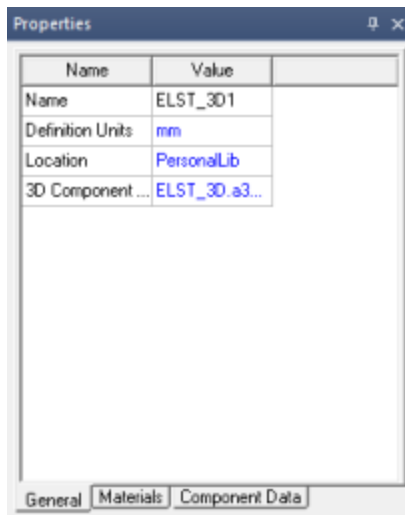 Properties
Name Value
Name ELST_3D1
Definition Units mm
Location PersonalLib
3D Component ... ELST_3D.a3...
General Materials Component Data